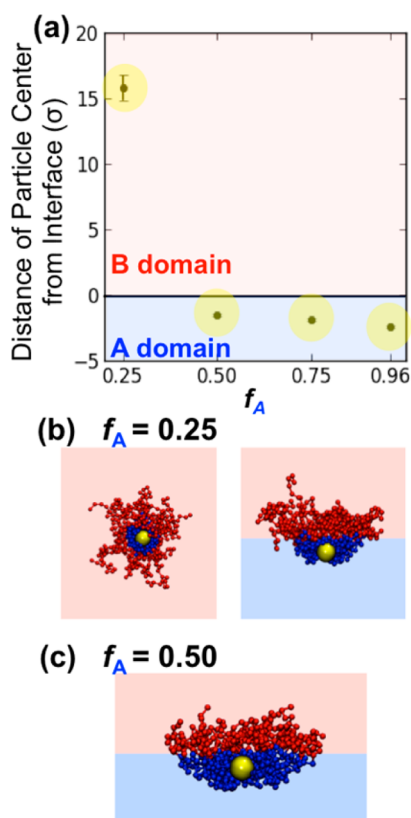 (a)
Distance of Particle Center
from Interface (σ)
20
15
10
5
0
−5
B domain
A domain
0.25 0.50 0.75 0.96
fA
(b) fA = 0.25
(c) fA = 0.50